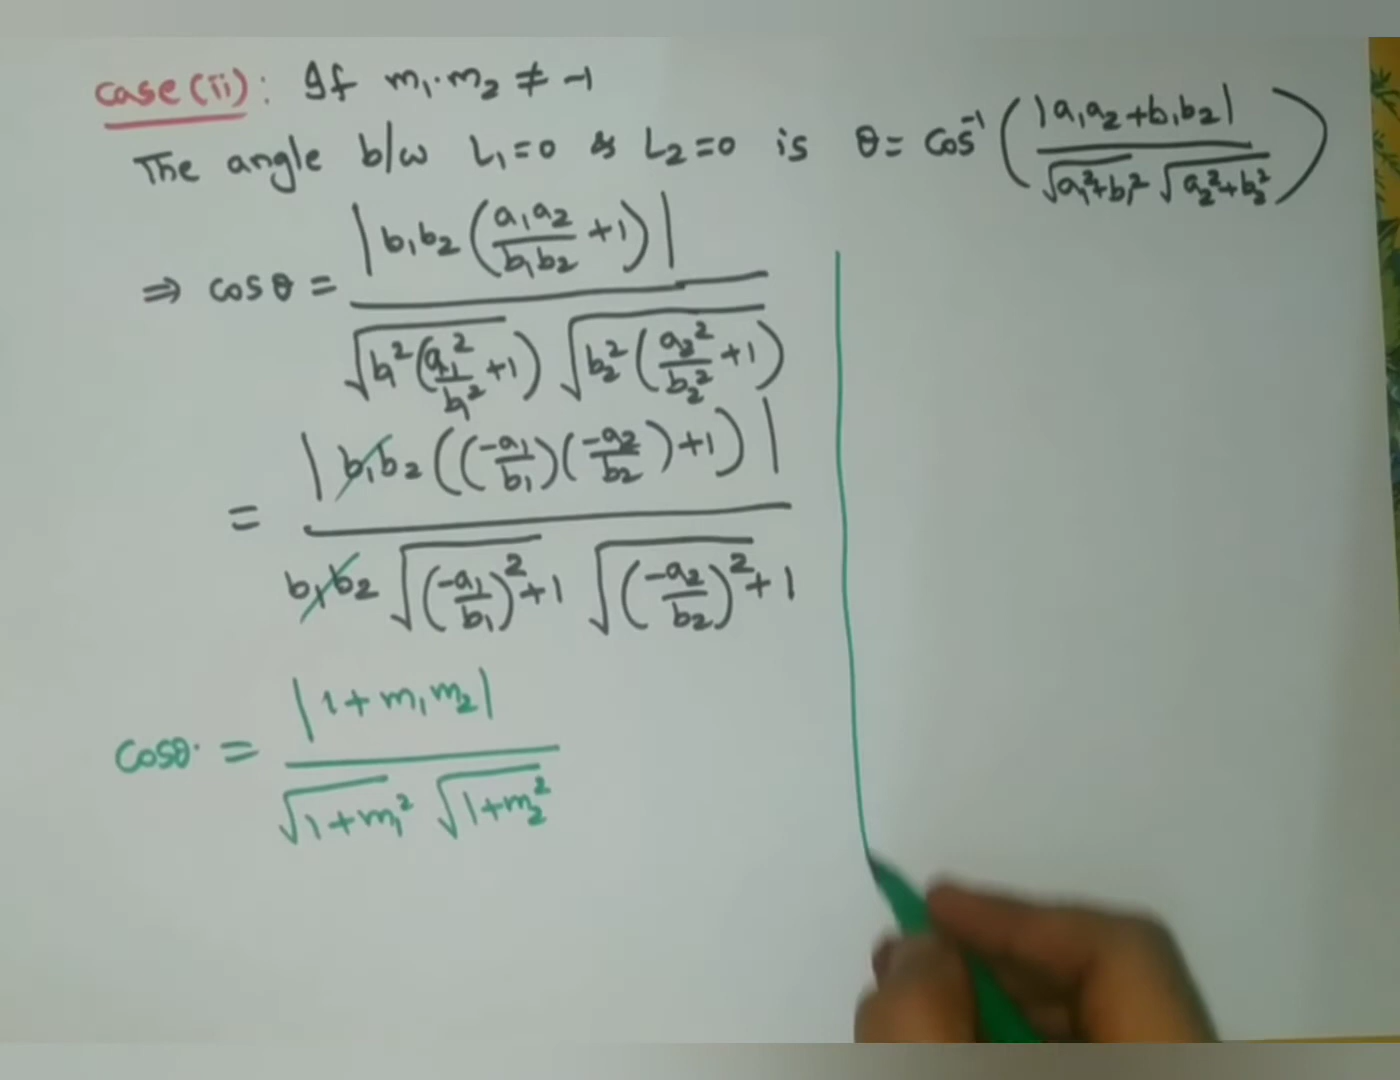 case(ii): If m₁·m₂ ≠ -1
The angle b/w L₁=0 & L₂=0 is θ = Cos⁻¹ ( |a₁a₂+b₁b₂| / √(a₁²+b₁²) √(a₂²+b₂²) )
⇒ cosθ = |b₁b₂ (a₁a₂/b₁b₂ +1)| / √(b₁²(a₁²/b₁² +1)) √(b₂²(a₂²/b₂² +1))
= |b₁b₂ ((-a₁/b₁)(-a₂/b₂)+1)| / b₁b₂ √((-a₁/b₁)²+1) √((-a₂/b₂)²+1)
Cosθ = |1+m₁m₂| / √(1+m₁²) √(1+m₂²)